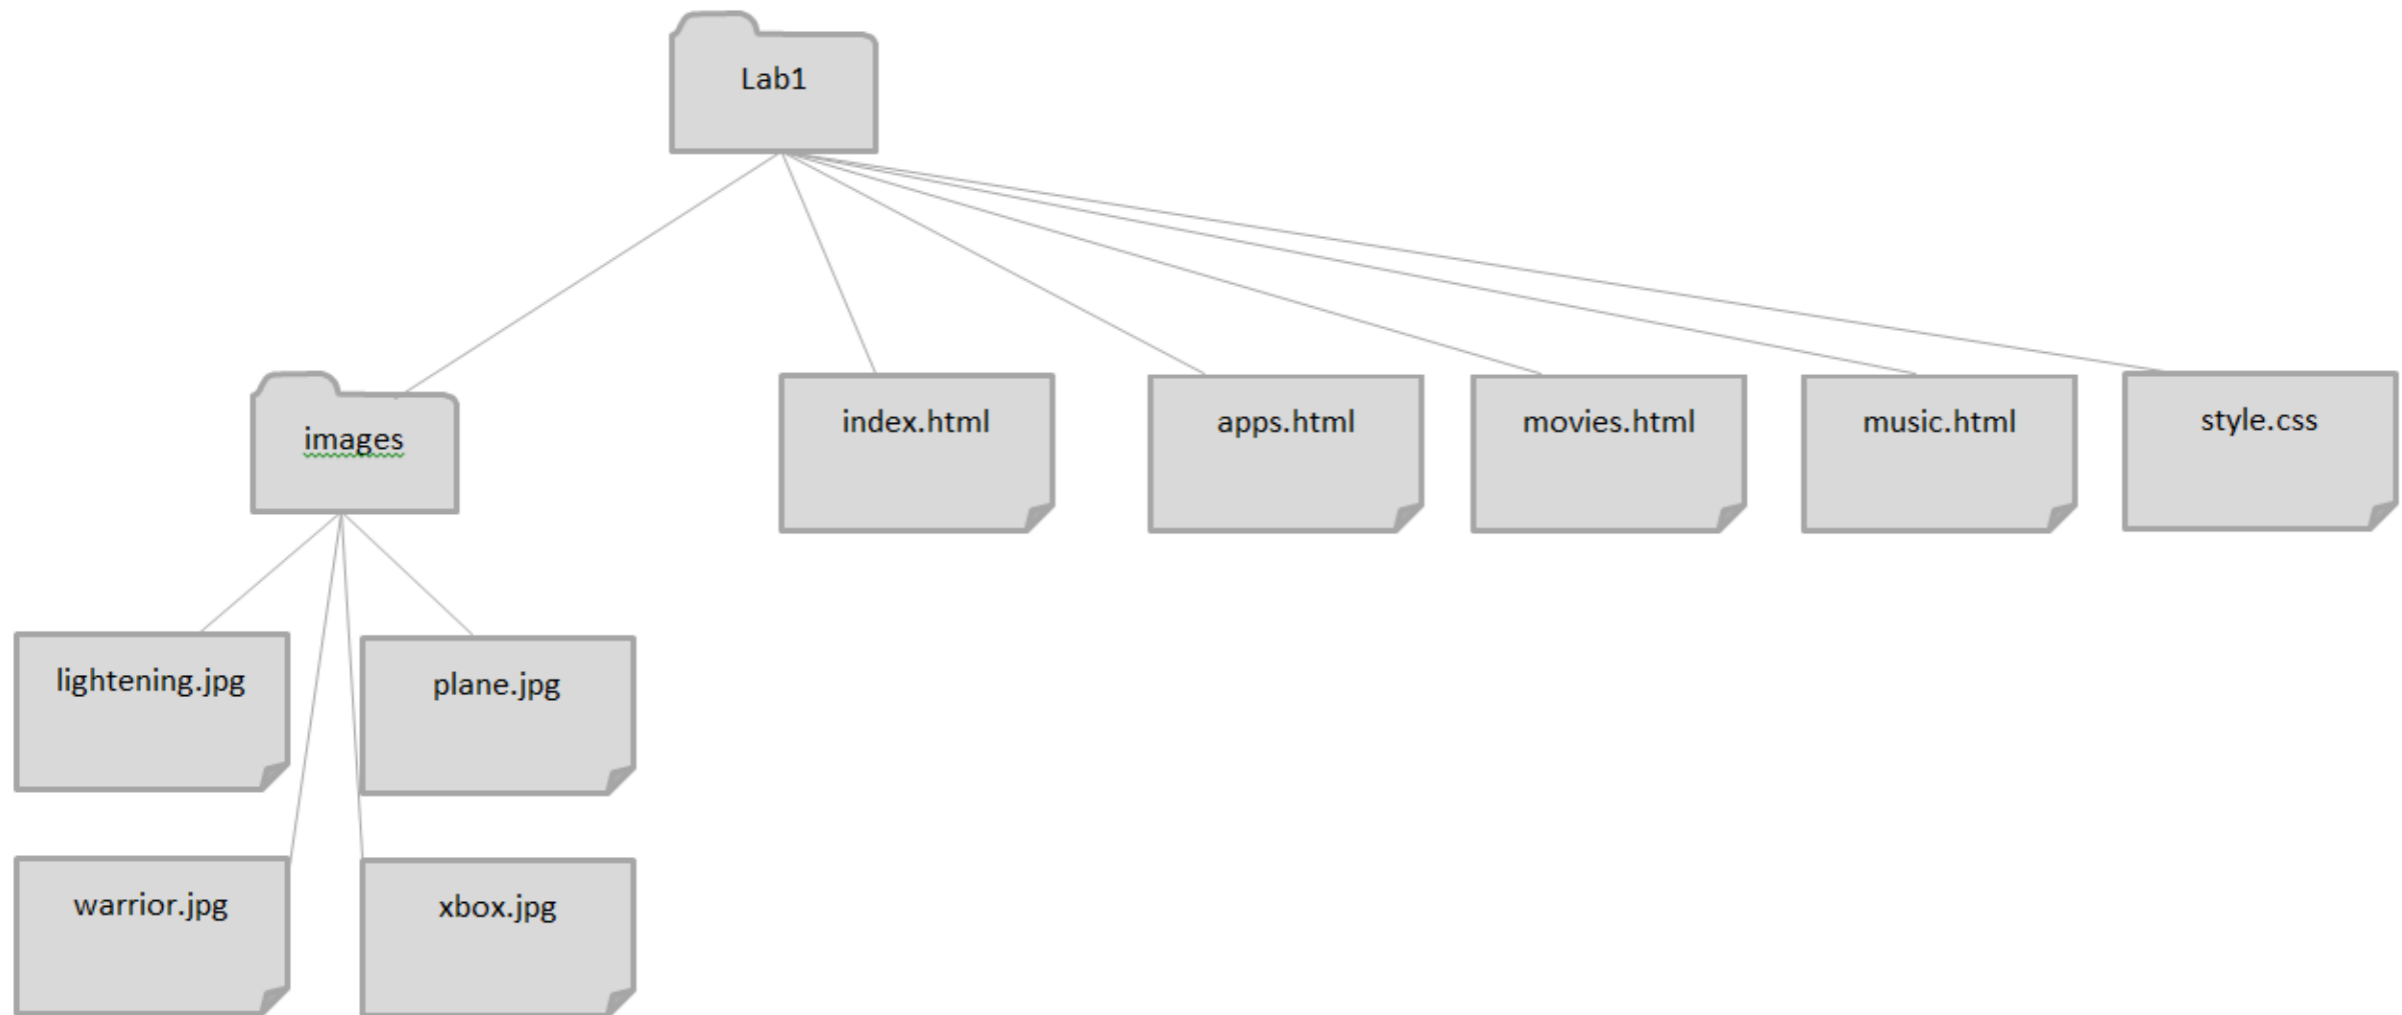 Lab1
images
index.html
apps.html
movies.html
music.html
style.css
lightening.jpg
plane.jpg
warrior.jpg
xbox.jpg